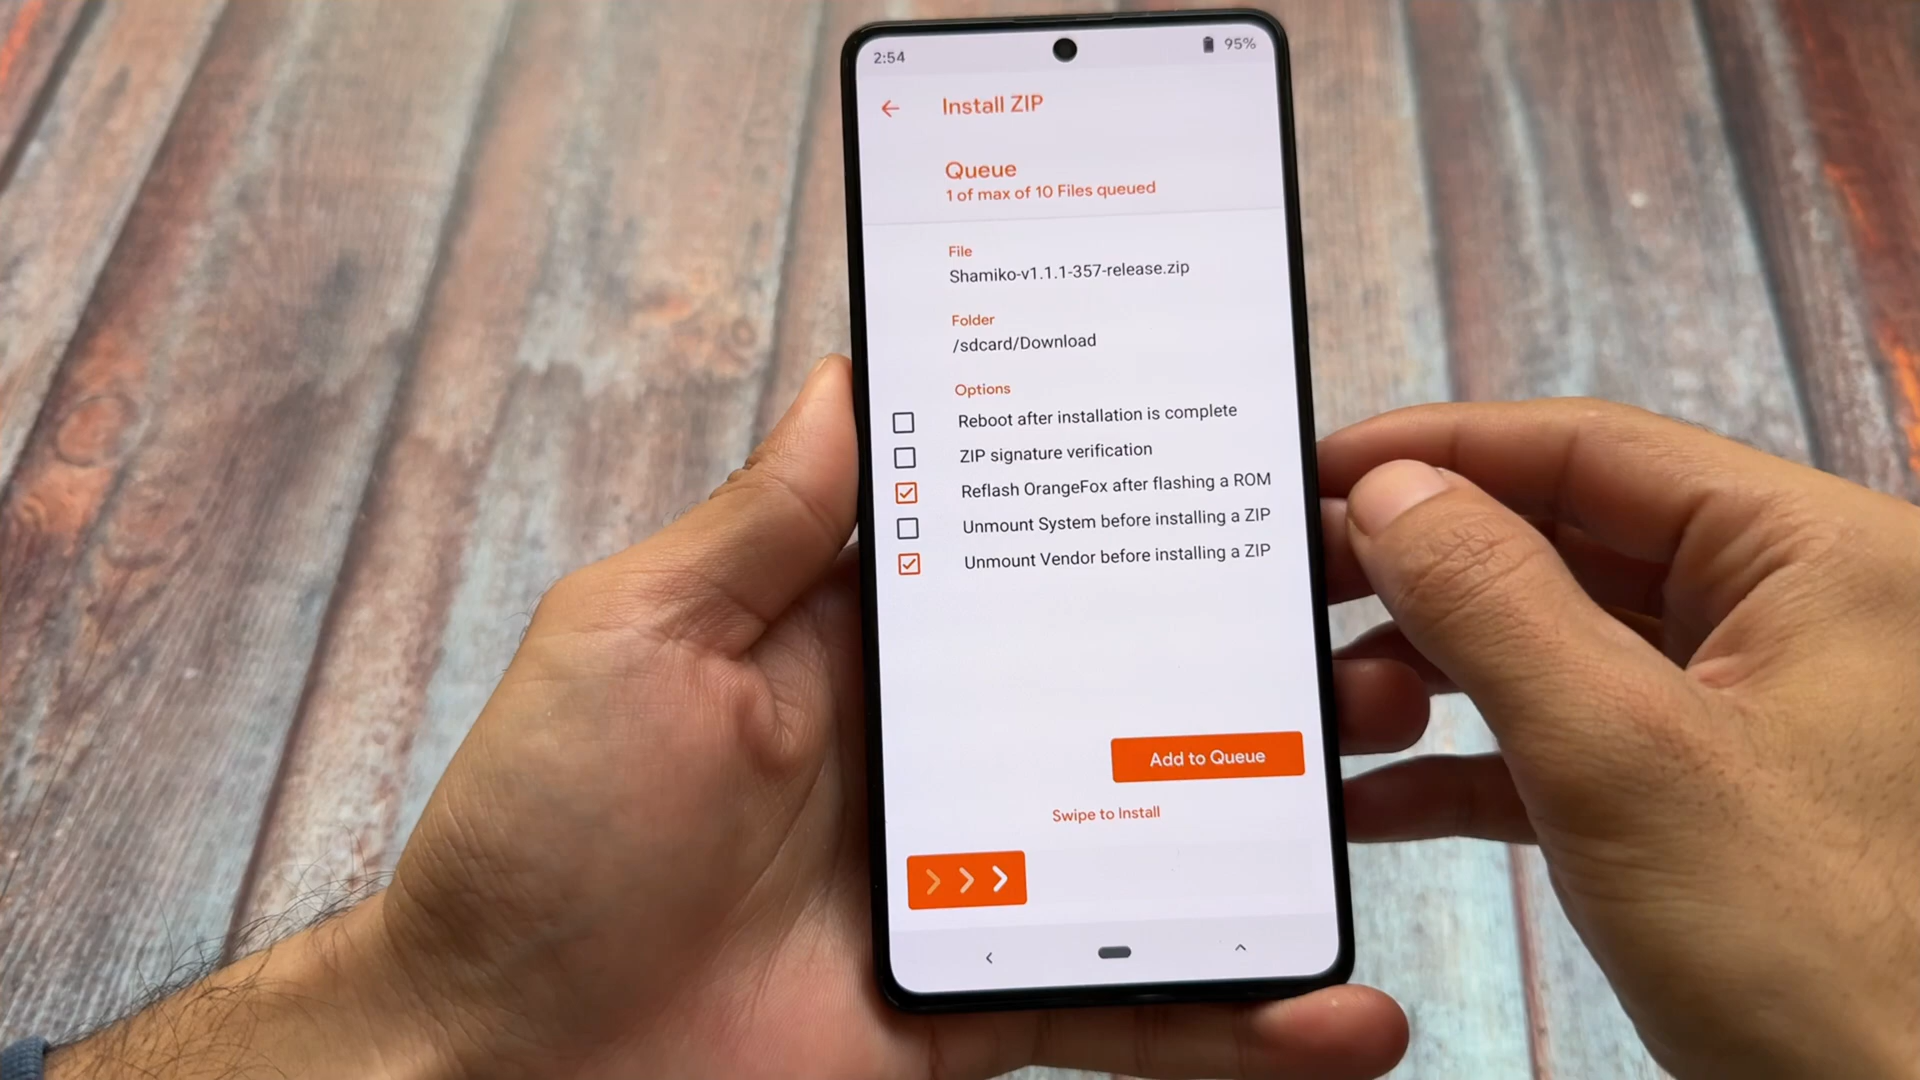 2:54
95%
Install ZIP
Queue
1 of max of 10 Files queued
File
Shamiko-v1.1.1-357-release.zip
Folder
/sdcard/Download
Options
Reboot after installation is complete
ZIP signature verification
Reflash OrangeFox after flashing a ROM
Unmount System before installing a ZIP
Unmount Vendor before installing a ZIP
Add to Queue
Swipe to Install